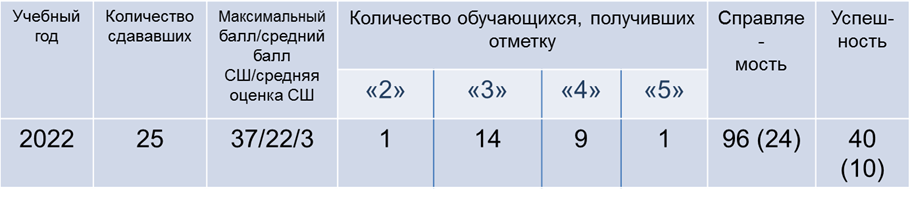 Учебный
год
Количество
сдававших
Максимальный
балл/средний
балл
СШ/средняя
оценка СШ
Количество обучающихся, получивших
отметку
Справляе
-
мость
Успеш-
ность
«2» «3» «4» «5»
2022 25 37/22/3 1 14 9 1 96 (24) 40
(10)